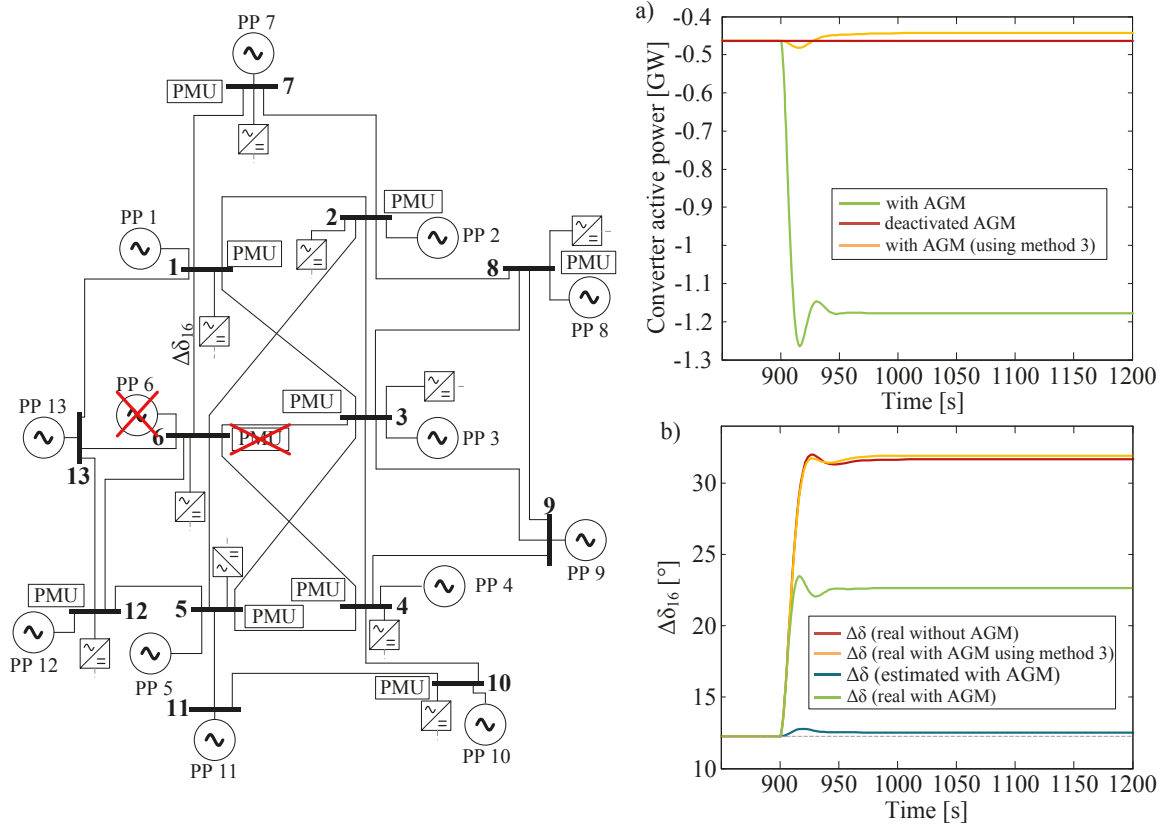 PP 7
PMU
7
PP 1
2
PMU
PP 2
1
PMU
8
PMU
PP 8
Δδ16
PP 6
PP 13
6
PMU
13
PMU
3
PP 3
9
PP 9
PMU
12
PP 12
5
PMU
PP 5
PMU
4
PP 4
11
PP 11
PMU
10
PP 10
a)
Converter active power [GW]
-0.4
-0.5
-0.6
-0.7
-0.8
-0.9
-1
-1.1
-1.2
-1.3
with AGM
deactivated AGM
with AGM (using method 3)
900 950 1000 1050 1100 1150 1200
Time [s]
b)
Δδ16 [°]
30
25
20
15
10
Δδ (real without AGM)
Δδ (real with AGM using method 3)
Δδ (estimated with AGM)
Δδ (real with AGM)
900 950 1000 1050 1100 1150 1200
Time [s]